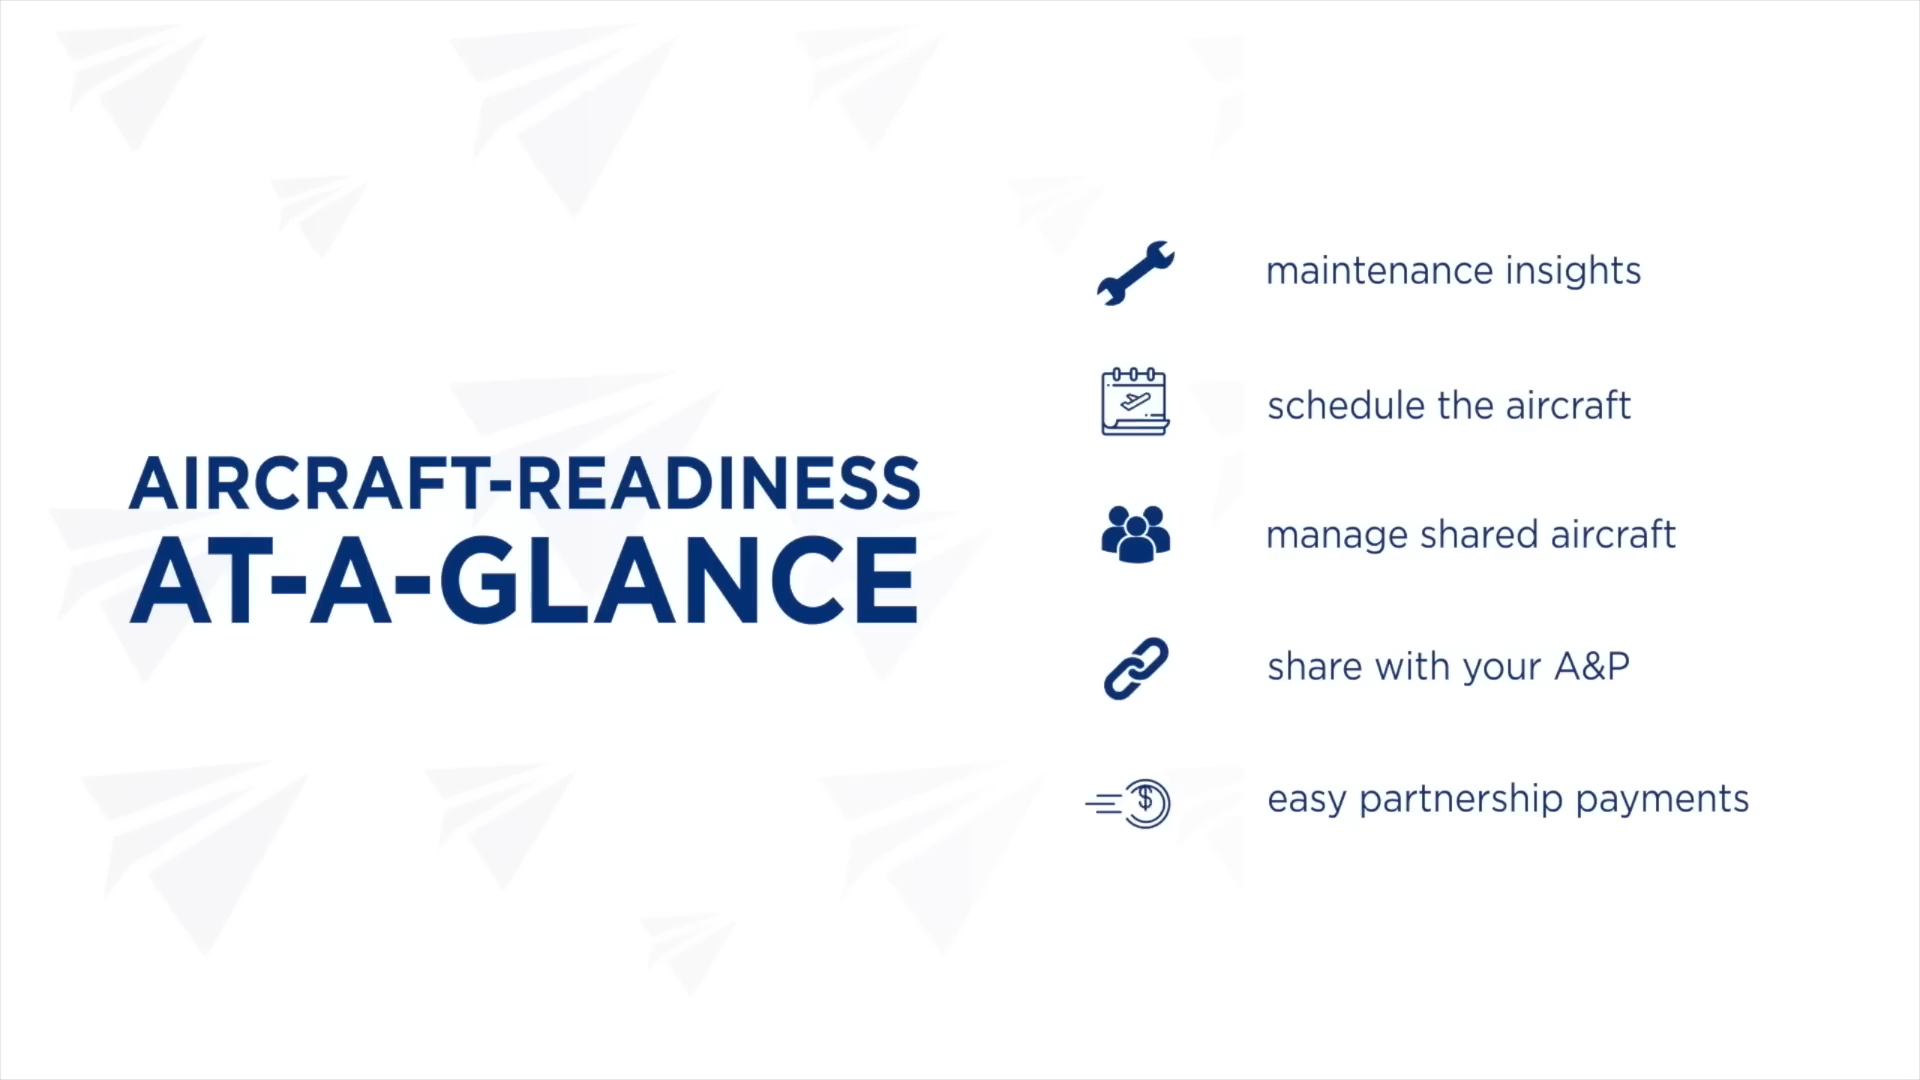 AIRCRAFT-READINESS
AT-A-GLANCE
maintenance insights
schedule the aircraft
manage shared aircraft
share with your A&P
$
easy partnership payments